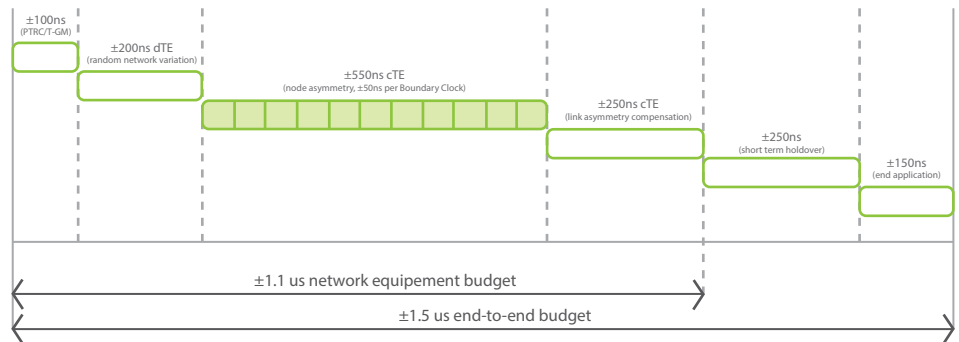 ±100ns
(PTRC/T-GM)
±200ns dTE
(random network variation)
±550ns cTE
(node asymmetry, ±50ns per Boundary Clock)
±250ns cTE
(link asymmetry compensation)
±250ns
(short term holdover)
±150ns
(end application)
±1.1 us network equipement budget
±1.5 us end-to-end budget